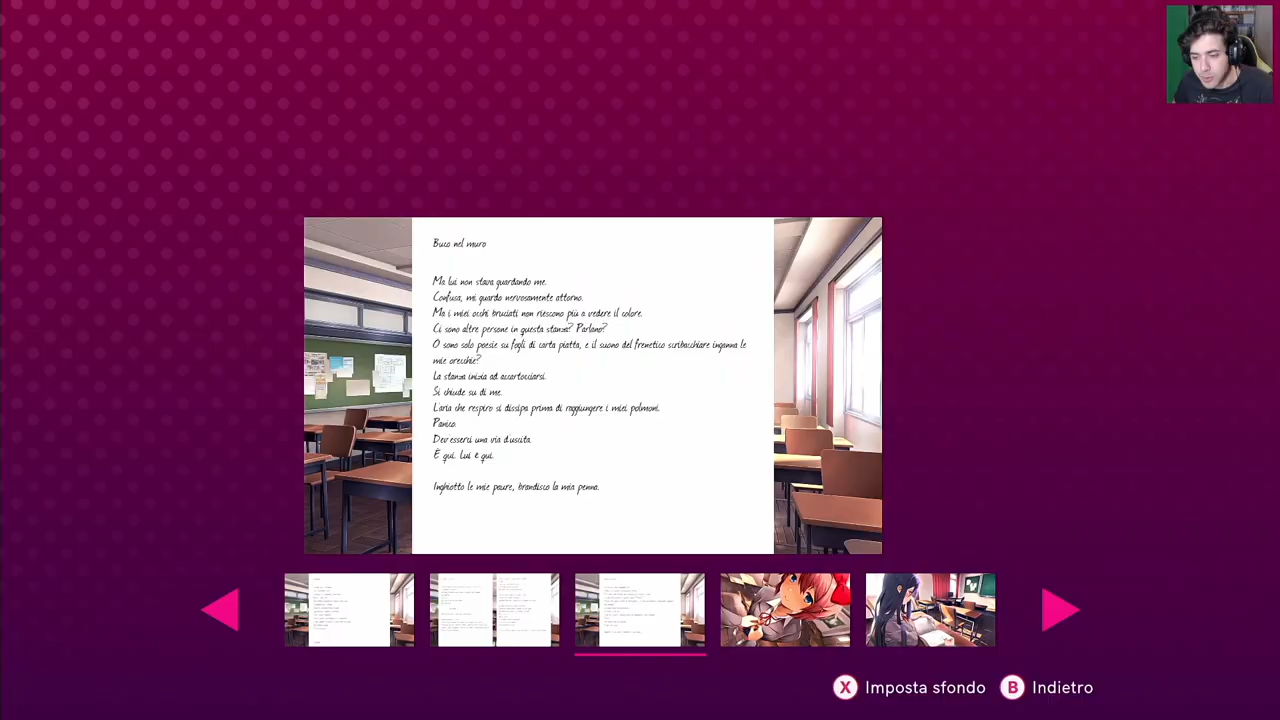 Buco nel muro
Ma lui non stava guardando me.
Confusa, mi guardo nervosamente attorno.
Ma i miei occhi bruciati non riescono più a vedere il colore.
Ci sono altre persone in questa stanza? Parlano?
O sono solo poesie su fogli di carta piatta, e il suono del frenetico scribacchiare inganna le
mie orecchie?
La stanza inizia ad accartocciarsi.
Si chiude su di me.
L'aria che respiro si dissipa prima di raggiungere i miei polmoni.
Panico.
Dev'esserci una via d'uscita.
È qui. Lui è qui.
Inghiotto le mie paure, brandisco la mia penna.
X Imposta sfondo B Indietro